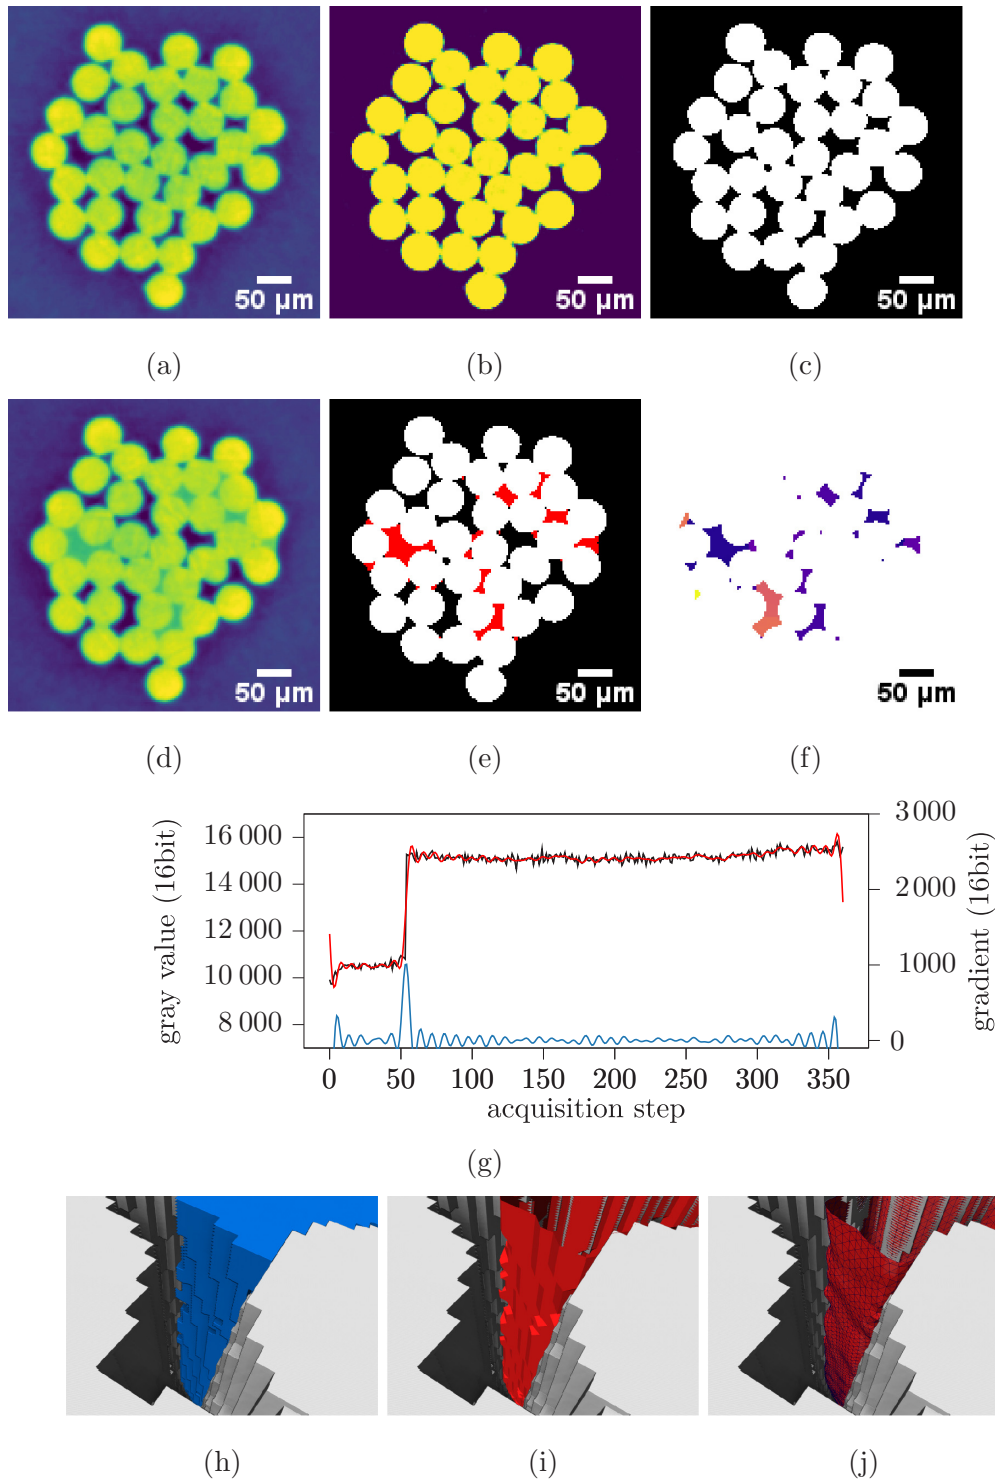 50 µm 50 µm 50 µm
(a) (b) (c)
50 µm 50 µm 50 µm
(d) (e) (f)
gray value (16bit)
16 000
14 000
12 000
10 000
8 000
3 000
2 000
1000
0
gradient (16bit)
0 50 100 150 200 250 300 350
acquisition step
(g)
(h) (i) (j)